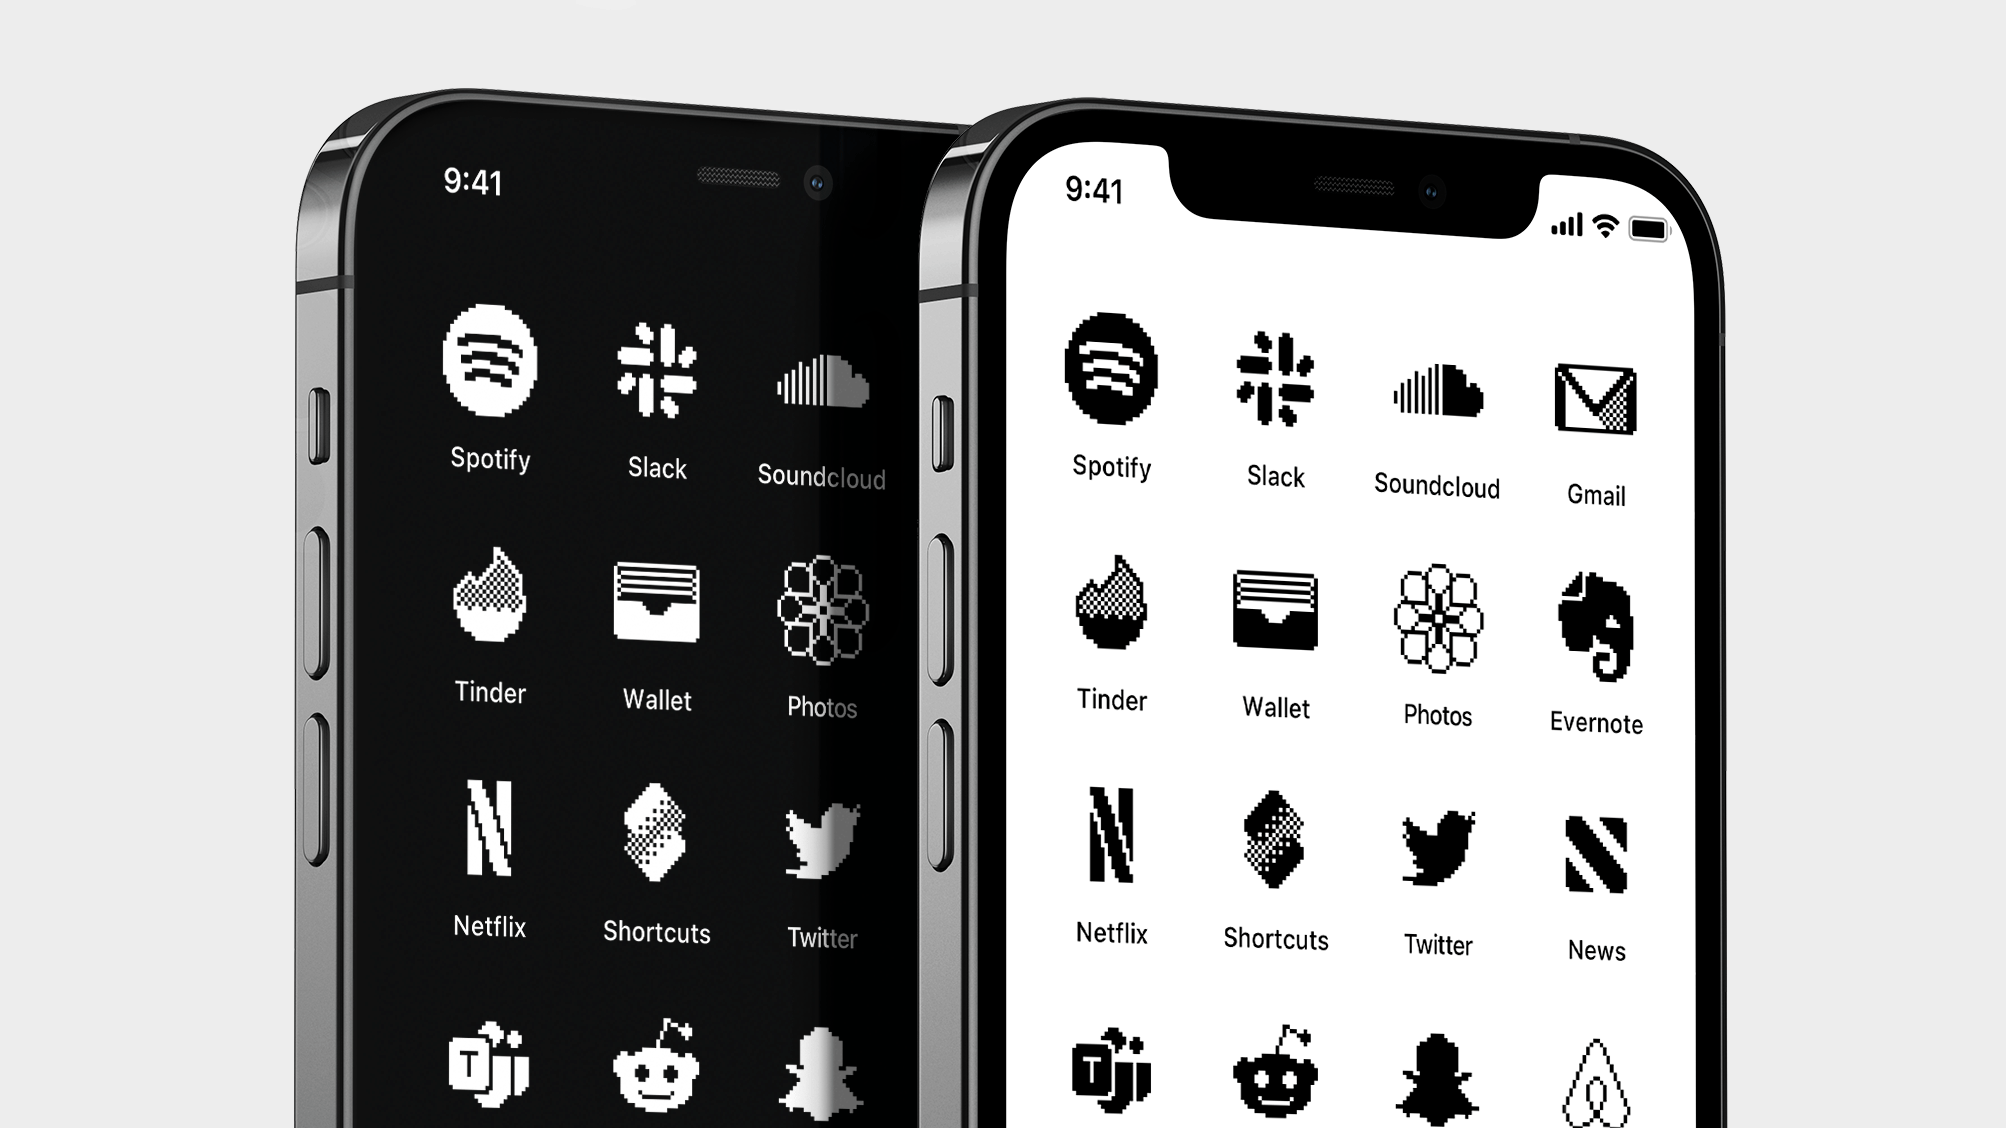 9:41
Spotify
Slack
Soundcloud
Tinder
Wallet
Photos
Netflix
Shortcuts
Twitter
T
9:41
Spotify
Slack
Soundcloud
Gmail
Tinder
Wallet
Photos
Evernote
Netflix
Shortcuts
Twitter
News
T